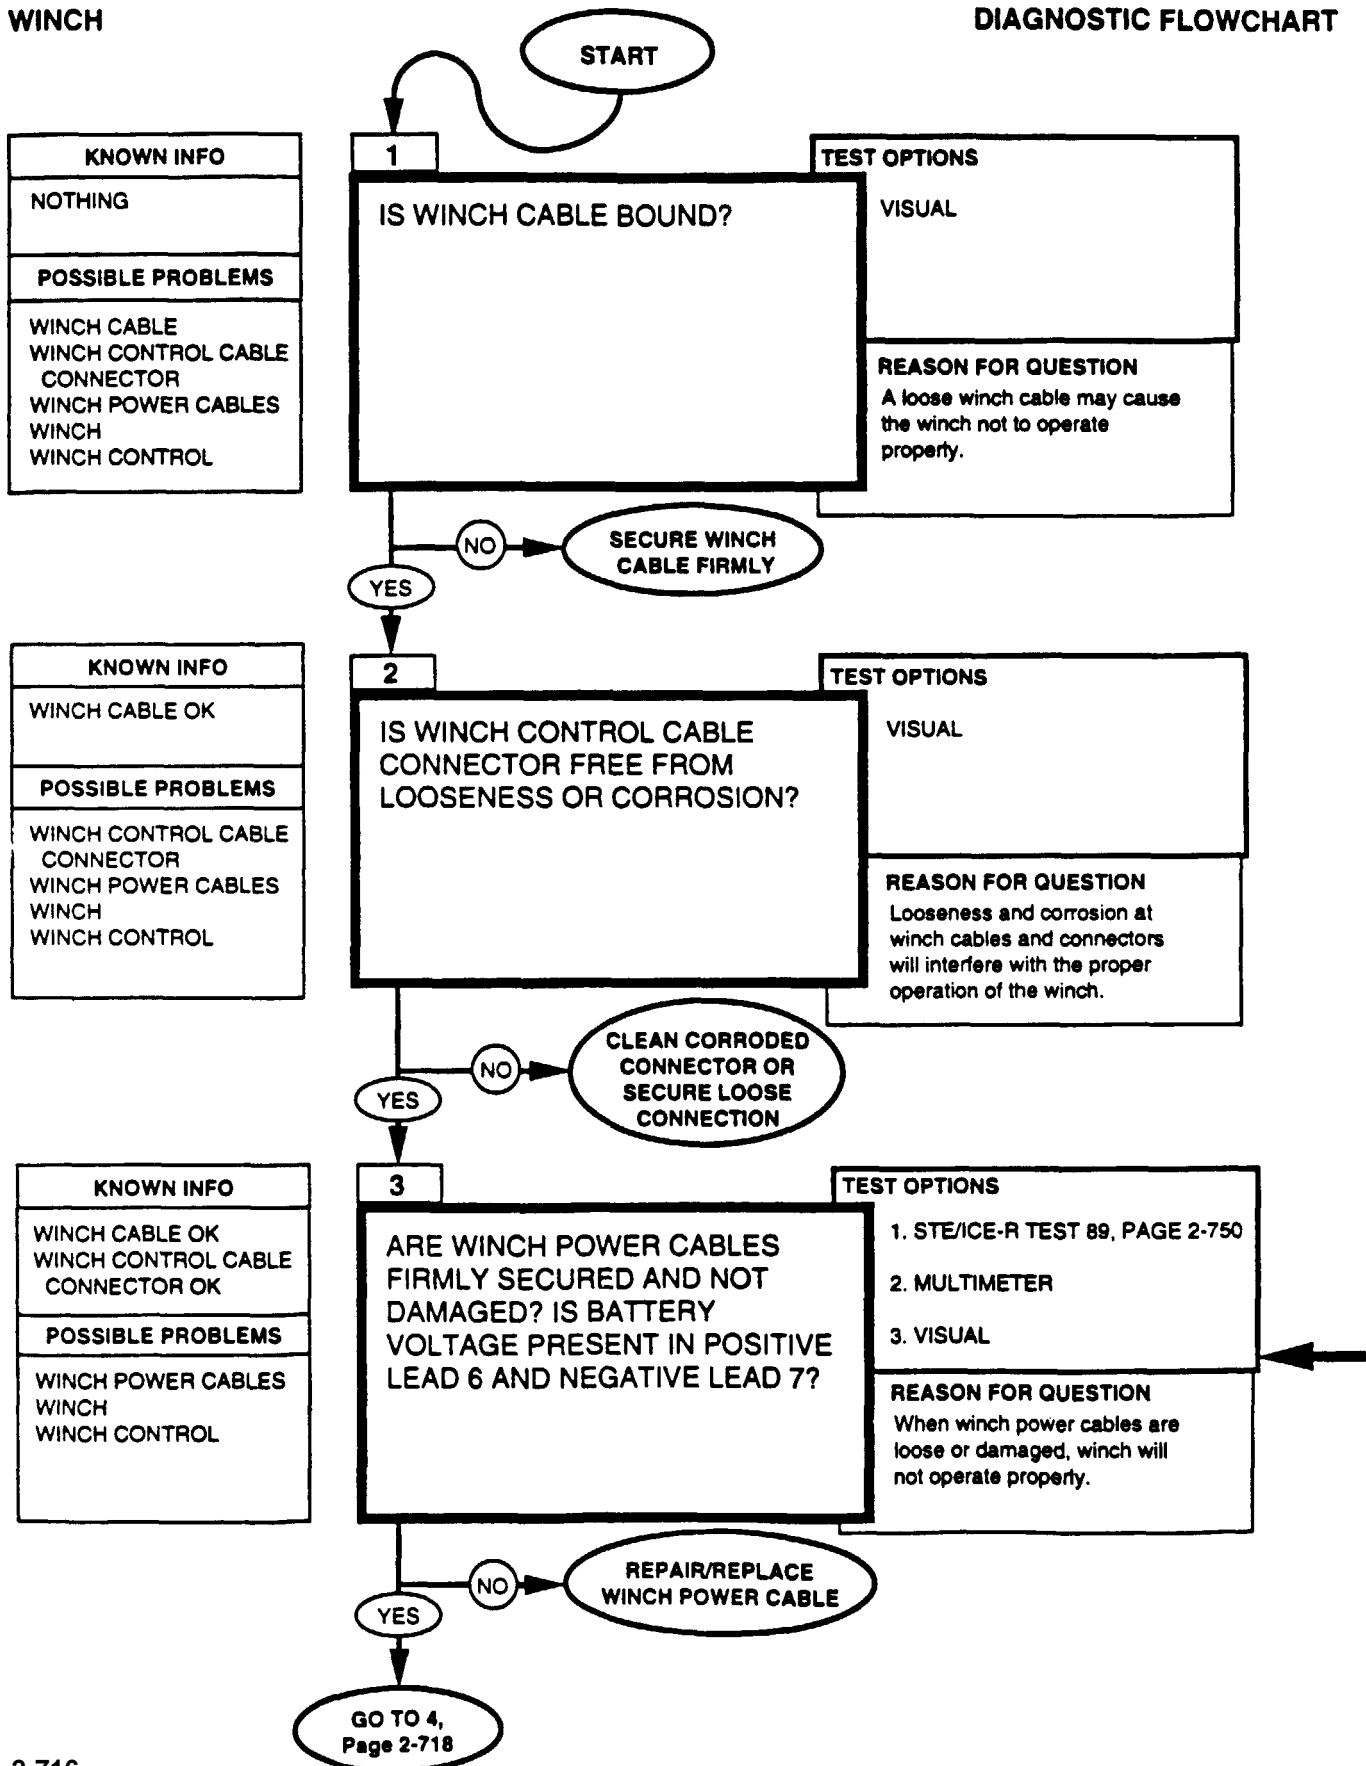 WINCH
DIAGNOSTIC FLOWCHART
START
KNOWN INFO
NOTHING
POSSIBLE PROBLEMS
WINCH CABLE
WINCH CONTROL CABLE
CONNECTOR
WINCH POWER CABLES
WINCH
WINCH CONTROL
1
IS WINCH CABLE BOUND?
TEST OPTIONS
VISUAL
REASON FOR QUESTION
A loose winch cable may cause
the winch not to operate
properly.
NO
SECURE WINCH
CABLE FIRMLY
YES
KNOWN INFO
WINCH CABLE OK
POSSIBLE PROBLEMS
WINCH CONTROL CABLE
CONNECTOR
WINCH POWER CABLES
WINCH
WINCH CONTROL
2
IS WINCH CONTROL CABLE
CONNECTOR FREE FROM
LOOSENESS OR CORROSION?
TEST OPTIONS
VISUAL
REASON FOR QUESTION
Looseness and corrosion at
winch cables and connectors
will interfere with the proper
operation of the winch.
NO
CLEAN CORRODED
CONNECTOR OR
SECURE LOOSE
CONNECTION
YES
KNOWN INFO
WINCH CABLE OK
WINCH CONTROL CABLE
CONNECTOR OK
POSSIBLE PROBLEMS
WINCH POWER CABLES
WINCH
WINCH CONTROL
3
ARE WINCH POWER CABLES
FIRMLY SECURED AND NOT
DAMAGED? IS BATTERY
VOLTAGE PRESENT IN POSITIVE
LEAD 6 AND NEGATIVE LEAD 7?
TEST OPTIONS
1. STE/ICE-R TEST 89, PAGE 2-750
2. MULTIMETER
3. VISUAL
REASON FOR QUESTION
When winch power cables are
loose or damaged, winch will
not operate properly.
NO
REPAIR/REPLACE
WINCH POWER CABLE
YES
GO TO 4,
Page 2-718